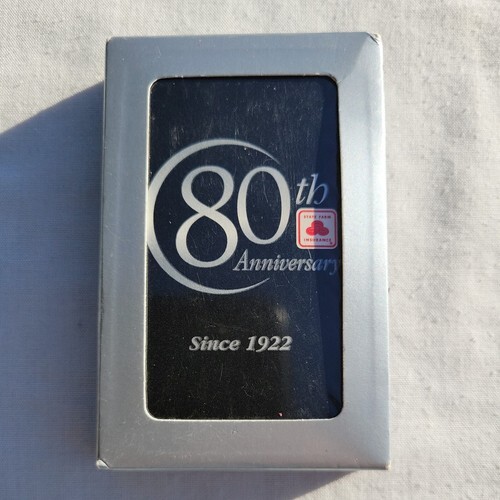 80th
STATE FARM
INSURANCE
Anniversary
Since 1922